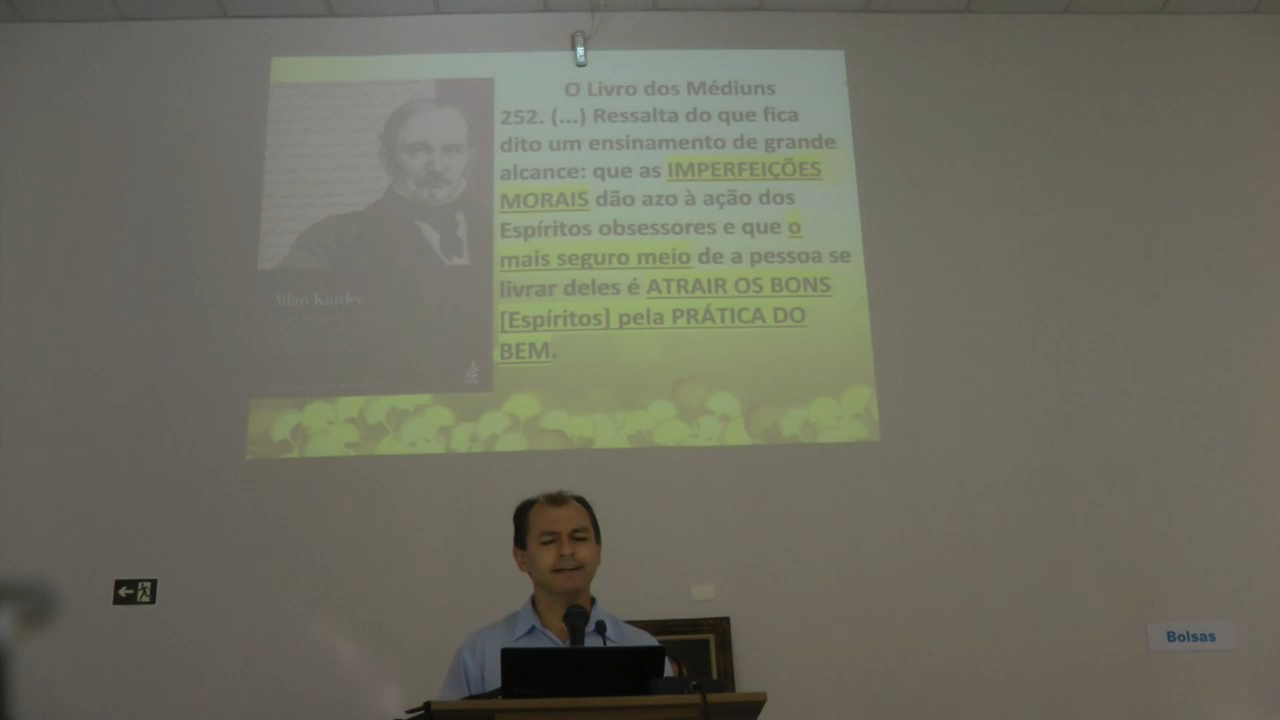 O Livro dos Médiuns
252. (...) Ressalta do que fica
dito um ensinamento de grande
alcance: que as IMPERFEIÇÕES
MORAIS dão azo à ação dos
Espíritos obsessores e que o
mais seguro meio de a pessoa se
livrar deles é ATRAIR OS BONS
[Espíritos] pela PRÁTICA DO
BEM.
Allan Kardec
Bolsas